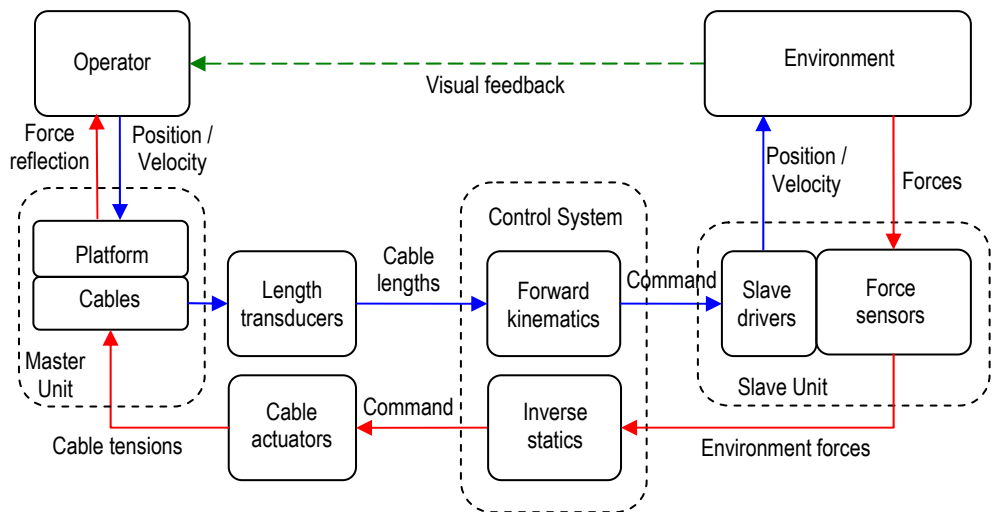 Operator
Environment
Visual feedback
Force
reflection
Position /
Velocity
Position /
Velocity
Forces
Control System
Platform
Cables
Length
transducers
Cable
lengths
Forward
kinematics
Command
Slave
drivers
Force
sensors
Master
Unit
Slave Unit
Cable
actuators
Command
Inverse
statics
Cable tensions
Environment forces